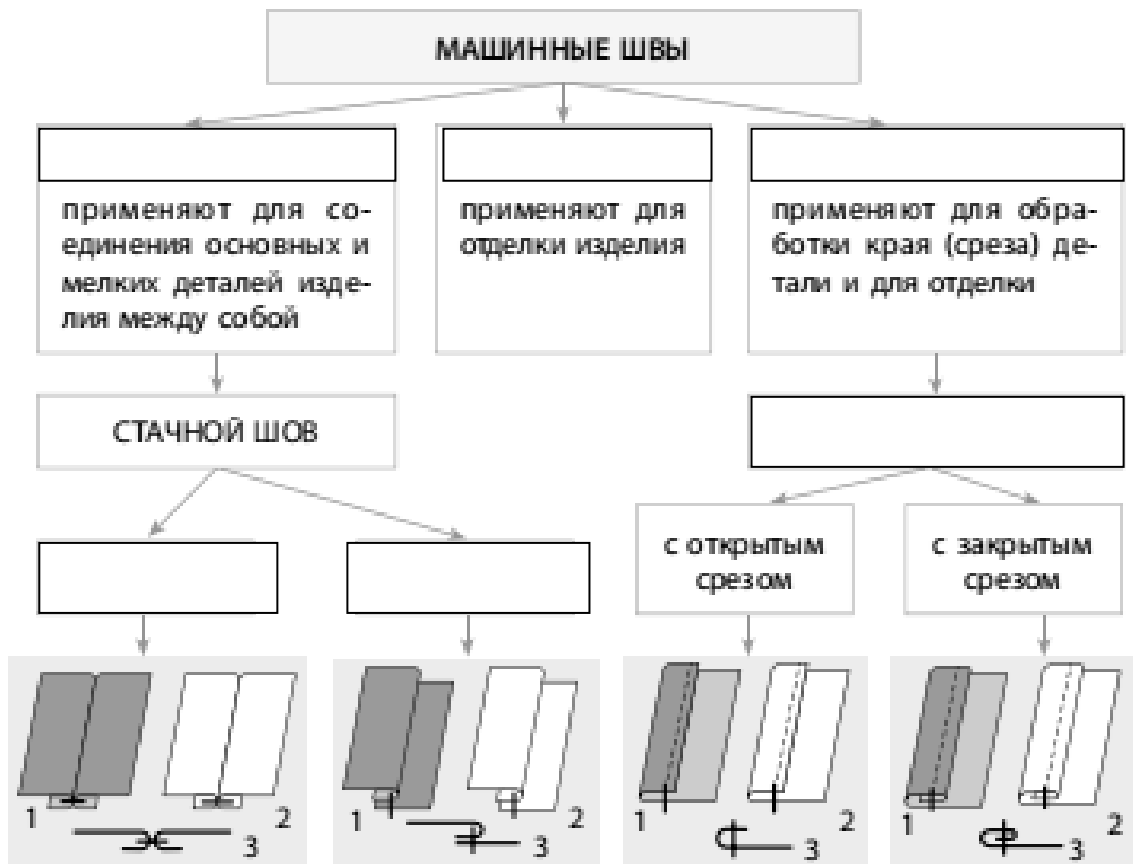 МАШИННЫЕ ШВЫ
применяют для со-
единения основных и
мелких деталей изде-
лия между собой
применяют для
отделки изделия
применяют для обра-
ботки края (среза) де-
тали и для отделки
СТАЧНОЙ ШОВ
с открытым
срезом
с закрытым
срезом
1 2
3
1 2
3
1 2
3
1 2
3